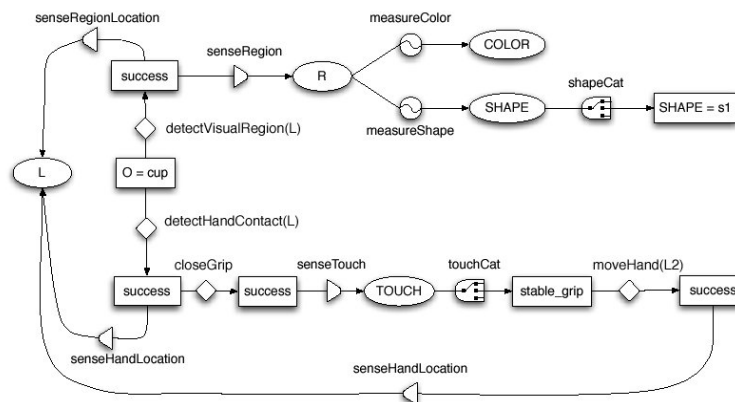 senseRegionLocation
measureColor
senseRegion
COLOR
success
R
shapeCat
SHAPE
SHAPE = s1
measureShape
detectVisualRegion(L)
L
O = cup
detectHandContact(L)
closeGrip
senseTouch
touchCat
moveHand(L2)
success
success
TOUCH
stable_grip
success
senseHandLocation
senseHandLocation